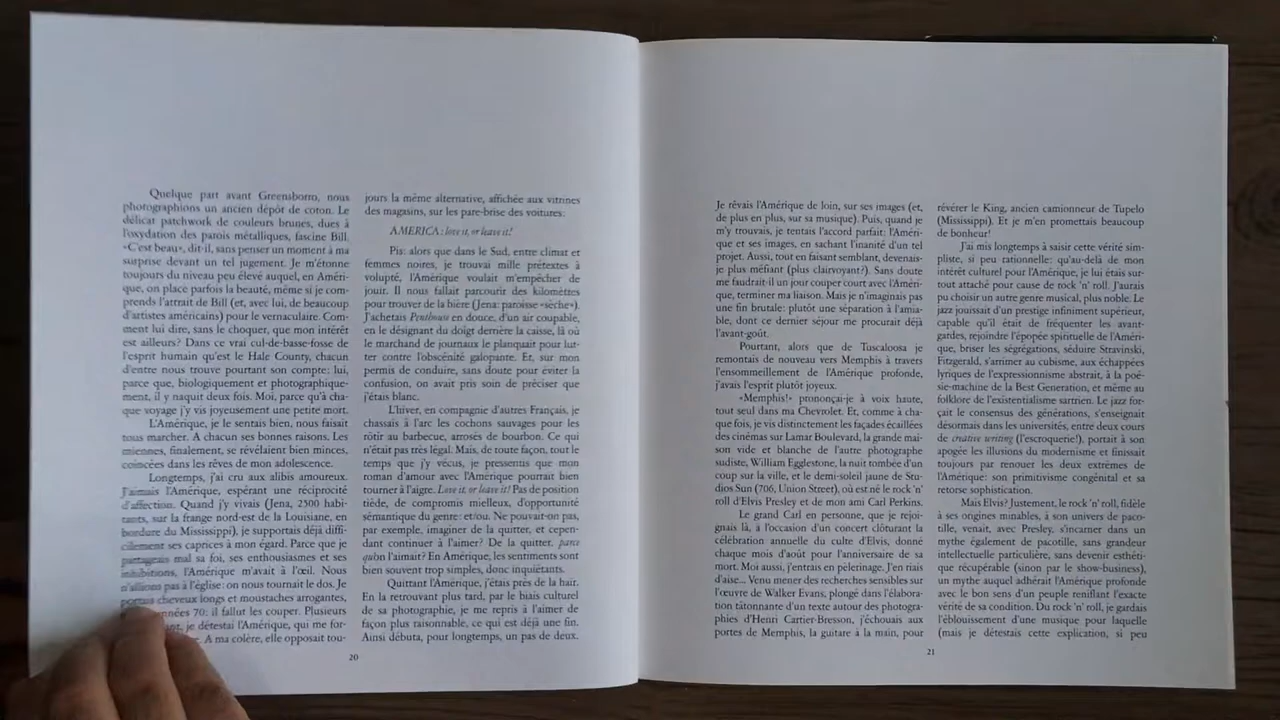 Quelque part avant Greensborro, nous
photographions un ancien dépôt de coton. Le
délicat patchwork de couleurs brunes, dues à
l'oxydation des parois métalliques, fascine Bill.
«C'est beau», dit-il, sans penser un moment à ma
surprise devant un tel jugement. Je m'étonne
toujours du niveau peu élevé auquel, en Améri-
que, on place parfois la beauté, même si je com-
prends l'attrait de Bill (et, avec lui, de beaucoup
d'artistes américains) pour le vernaculaire. Com-
ment lui dire, sans le choquer, que mon intérêt
est ailleurs? Dans ce vrai cul-de-basse-fosse de
l'esprit humain qu'est le Hale County, chacun
d'entre nous trouve pourtant son compte: lui,
parce que, biologiquement et photographique-
ment, il y naquit deux fois. Moi, parce qu'à cha-
que voyage j'y vis joyeusement une petite mort.
L'Amérique, je le sentais bien, nous faisait
tous marcher. A chacun ses bonnes raisons. Les
miennes, finalement, se révélaient bien minces,
coincées dans les rêves de mon adolescence.
Longtemps, j'ai cru aux alibis amoureux.
J'aimais l'Amérique, espérant une réciprocité
d'affection. Quand j'y vivais (Jena, 2500 habi-
tants, sur la frange nord-est de la Louisiane, en
bordure du Mississippi), je supportais déjà diffi-
cilement ses caprices à mon égard. Parce que je
partageais mal sa foi, ses enthousiasmes et ses
inhibitions, l'Amérique m'avait à l'œil. Nous
n'allions pas à l'église: on nous tournait le dos. Je
portais cheveux longs et moustaches arrogantes,
années 70: il fallut les couper. Plusieurs
je détestai l'Amérique, qui me for-
A ma colère, elle opposait tou-
20
jours la même alternative, affichée aux vitrines
des magasins, sur les pare-brise des voitures:
AMERICA: love it, or leave it!
Pis: alors que dans le Sud, entre climat et
femmes noires, je trouvai mille prétextes à
volupté, l'Amérique voulait m'empêcher de
jouir. Il nous fallait parcourir des kilomètres
pour trouver de la bière (Jena: paroisse «sèche»).
J'achetais Penthouse en douce, d'un air coupable,
en le désignant du doigt derrière la caisse, là où
le marchand de journaux le planquait pour lut-
ter contre l'obscénité galopante. Et, sur mon
permis de conduire, sans doute pour éviter la
confusion, on avait pris soin de préciser que
j'étais blanc.
L'hiver, en compagnie d'autres Français, je
chassais à l'arc les cochons sauvages pour les
rôtir au barbecue, arrosés de bourbon. Ce qui
n'était pas très légal. Mais, de toute façon, tout le
temps que j'y vécus, je pressentis que mon
roman d'amour avec l'Amérique pourrait bien
tourner à l'aigre. Love it, or leave it! Pas de position
tiède, de compromis mielleux, d'opportunité
sémantique du genre: et/ou. Ne pouvait-on pas,
par exemple, imaginer de la quitter, et cepen-
dant continuer à l'aimer? De la quitter, parce
qu'on l'aimait? En Amérique, les sentiments sont
bien souvent trop simples, donc inquiétants.
Quittant l'Amérique, j'étais près de la haïr.
En la retrouvant plus tard, par le biais culturel
de sa photographie, je me repris à l'aimer de
façon plus raisonnable, ce qui est déjà une fin.
Ainsi débuta, pour longtemps, un pas de deux.
Je rêvais l'Amérique de loin, sur ses images (et,
de plus en plus, sur sa musique). Puis, quand je
m'y trouvais, je tentais l'accord parfait: l'Améri-
que et ses images, en sachant l'inanité d'un tel
projet. Aussi, tout en faisant semblant, devenais-
je plus méfiant (plus clairvoyant?). Sans doute
me faudrait-il un jour couper court avec l'Améri-
que, terminer ma liaison. Mais je n'imaginais pas
une fin brutale: plutôt une séparation à l'amia-
ble, dont ce dernier séjour me procurait déjà
l'avant-goût.
Pourtant, alors que de Tuscaloosa je
remontais de nouveau vers Memphis à travers
l'ensommeillement de l'Amérique profonde,
j'avais l'esprit plutôt joyeux.
«Memphis!» prononçai-je à voix haute,
tout seul dans ma Chevrolet. Et, comme à cha-
que fois, je vis distinctement les façades écaillées
des cinémas sur Lamar Boulevard, la grande mai-
son vide et blanche de l'autre photographe
sudiste, William Egglestone, la nuit tombée d'un
coup sur la ville, et le demi-sommeil jaune de Stu-
dios Sun (706, Union Street), où est né le rock 'n'
roll d'Elvis Presley et de mon ami Carl Perkins.
Le grand Carl en personne, que je rejoi-
gnais là, à l'occasion d'un concert clôturant la
célébration annuelle du culte d'Elvis, donné
chaque mois d'août pour l'anniversaire de sa
mort. Moi aussi, j'entrais en pèlerinage. J'en riais
d'aise... Venu mener des recherches sensibles sur
l'œuvre de Walker Evans, plongé dans l'élabora-
tion tâtonnante d'un texte autour des photogra-
phies d'Henri Cartier-Bresson, j'échouais aux
portes de Memphis, la guitare à la main, pour
révérer le King, ancien camionneur de Tupelo
(Mississippi). Et je m'en promettais beaucoup
de bonheur!
J'ai mis longtemps à saisir cette vérité sim-
pliste, si peu rationnelle: qu'au-delà de mon
intérêt culturel pour l'Amérique, je lui étais sur-
tout attaché pour cause de rock 'n' roll. J'aurais
pu choisir un autre genre musical, plus noble. Le
jazz jouissait d'un prestige infiniment supérieur,
capable qu'il était de fréquenter les avant-
gardes, rejoindre l'épopée spirituelle de l'Améri-
que, briser les ségrégations, séduire Stravinski,
Fitzgerald, s'arrimer au cubisme, aux échappées
lyriques de l'expressionnisme abstrait, à la poé-
sie-machine de la Best Generation, et même au
folklore de l'existentialisme sartrien. Le jazz for-
çait le consensus des générations, s'enseignait
désormais dans les universités, entre deux cours
de creative writing (l'escroquerie!), portait à son
apogée les illusions du modernisme et finissait
toujours par renouer les deux extrêmes de
l'Amérique: son primitivisme congénital et sa
retorse sophistication.
Mais Elvis? Justement, le rock 'n' roll, fidèle
à ses origines minables, à son univers de paco-
tille, venait, avec Presley, s'incarner dans un
mythe également de pacotille, sans grandeur
intellectuelle particulière, sans devenir esthéti-
que récupérable (sinon par le show-business),
un mythe auquel adhérait l'Amérique profonde
avec le bon sens d'un peuple reniflant l'exacte
vérité de sa condition. Du rock 'n' roll, je gardais
l'éblouissement d'une musique pour laquelle
(mais je détestais cette explication, si peu
21